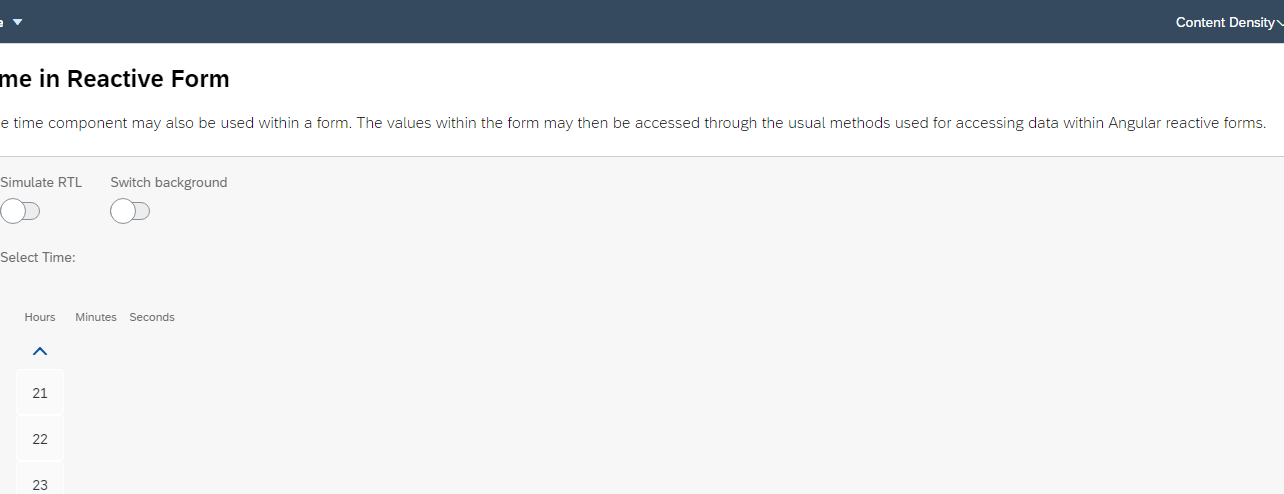 e
Content Density
me in Reactive Form
e time component may also be used within a form. The values within the form may then be accessed through the usual methods used for accessing data within Angular reactive forms.
Simulate RTL Switch background
Select Time:
Hours Minutes Seconds
21
22
23